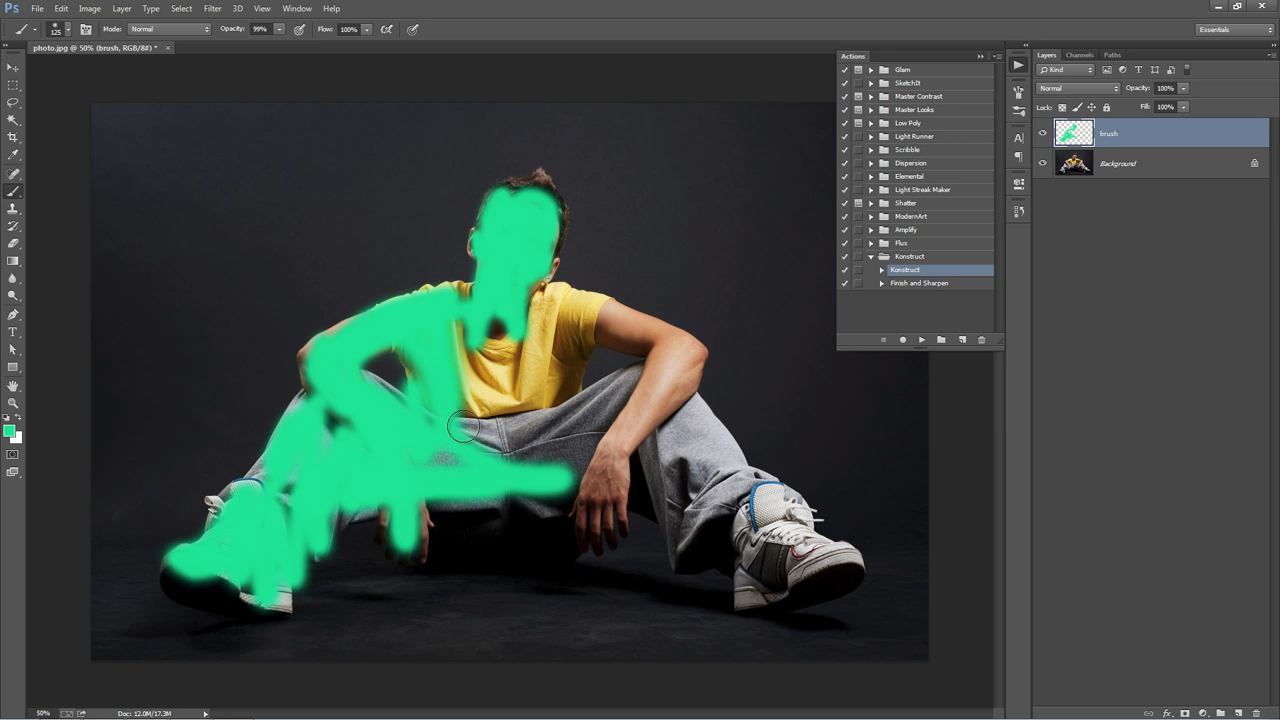 Ps File Edit Image Layer Type Select Filter 3D View Window Help
125 Mode: Normal Opacity: 99% Flow: 100% Essentials
photo.jpg @ 50% (brush, RGB/8#) * ×
Actions
Glam
SketchIt
Master Contrast
Master Looks
Low Poly
Light Runner
Scribble
Dispersion
Elemental
Light Streak Maker
Shatter
ModernArt
Amplify
Flux
Konstruct
Konstruct
Finish and Sharpen
Layers Channels Paths
Kind
Normal Opacity: 100%
Lock: Fill: 100%
brush
Background
50% Doc: 12.0M/17.3M